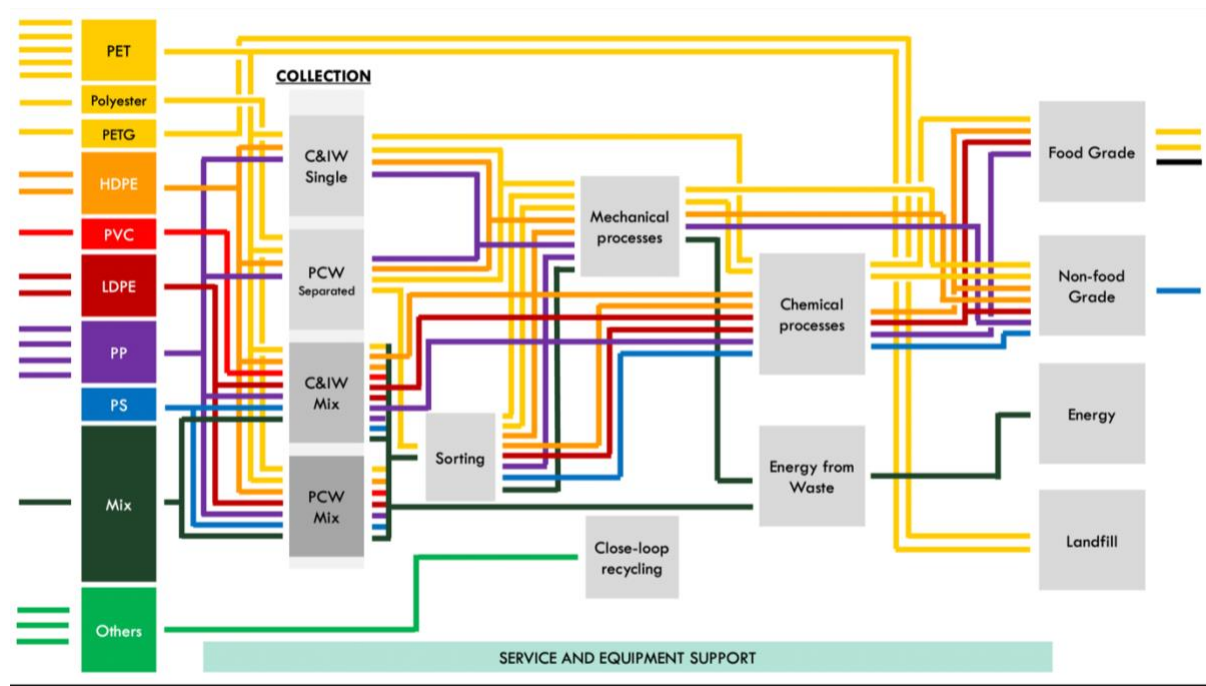 PET
Polyester
PETG
HDPE
PVC
LDPE
PP
PS
Mix
Others
COLLECTION
C&IW
Single
PCW
Separated
C&IW
Mix
PCW
Mix
Sorting
Mechanical
processes
Close-loop
recycling
Chemical
processes
Energy from
Waste
Food Grade
Non-food
Grade
Energy
Landfill
SERVICE AND EQUIPMENT SUPPORT